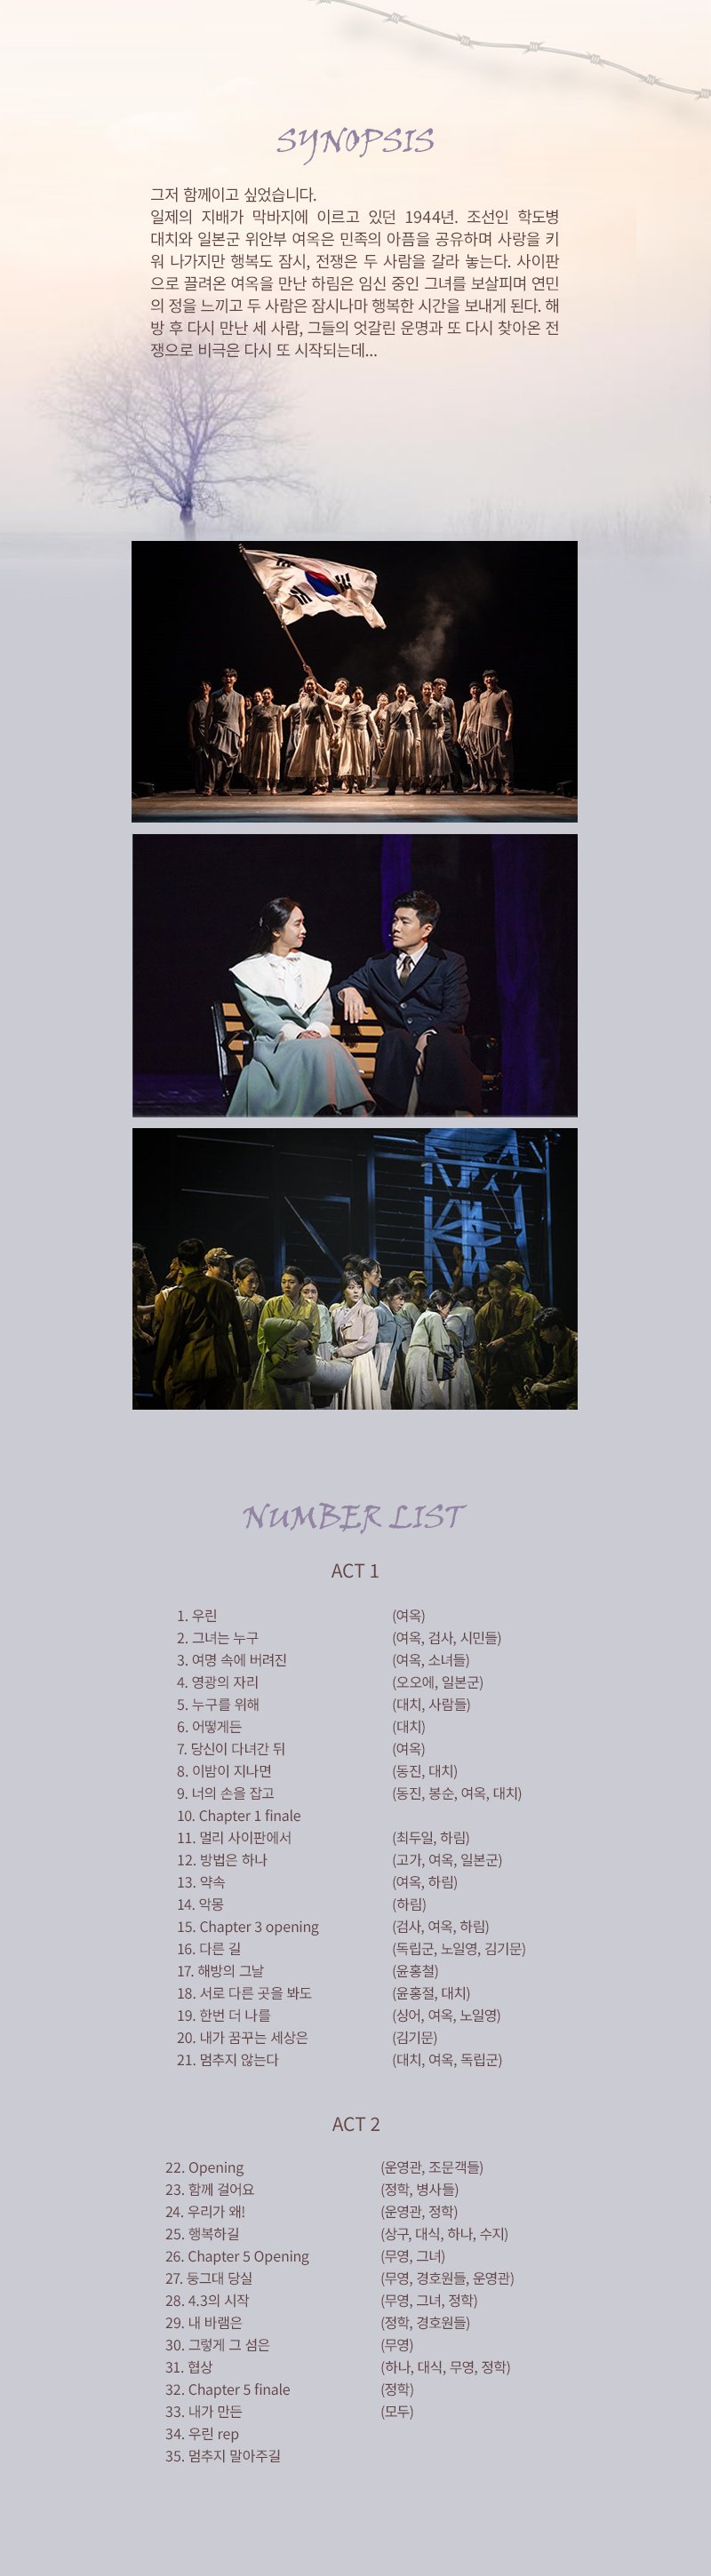 SYNOPSIS
그저 함께이고 싶었습니다.
일제의 지배가 막바지에 이르고 있던 1944년. 조선인 학도병
대치와 일본군 위안부 여옥은 민족의 아픔을 공유하며 사랑을 키
워 나가지만 행복도 잠시, 전쟁은 두 사람을 갈라 놓는다. 사이판
으로 끌려온 여옥을 만난 하림은 임신 중인 그녀를 보살피며 연민
의 정을 느끼고 두 사람은 잠시나마 행복한 시간을 보내게 된다. 해
방 후 다시 만난 세 사람, 그들의 엇갈린 운명과 또 다시 찾아온 전
쟁으로 비극은 다시 또 시작되는데...
NUMBER LIST
ACT 1
1. 우린 (여옥)
2. 그녀는 누구 (여옥, 검사, 시민들)
3. 여명 속에 버려진 (여옥, 소녀들)
4. 영광의 자리 (오오에, 일본군)
5. 누구를 위해 (대치, 사람들)
6. 어떻게든 (대치)
7. 당신이 다녀간 뒤 (여옥)
8. 이밤이 지나면 (동진, 대치)
9. 너의 손을 잡고 (동진, 봉순, 여옥, 대치)
10. Chapter 1 finale
11. 멀리 사이판에서 (최두일, 하림)
12. 방법은 하나 (고가, 여옥, 일본군)
13. 약속 (여옥, 하림)
14. 악몽 (하림)
15. Chapter 3 opening (검사, 여옥, 하림)
16. 다른 길 (독립군, 노일영, 김기문)
17. 해방의 그날 (윤홍철)
18. 서로 다른 곳을 봐도 (윤홍절, 대치)
19. 한번 더 나를 (싱어, 여옥, 노일영)
20. 내가 꿈꾸는 세상은 (김기문)
21. 멈추지 않는다 (대치, 여옥, 독립군)
ACT 2
22. Opening (운영관, 조문객들)
23. 함께 걸어요 (정학, 병사들)
24. 우리가 왜! (운영관, 정학)
25. 행복하길 (상구, 대식, 하나, 수지)
26. Chapter 5 Opening (무영, 그녀)
27. 둥그대 당실 (무영, 경호원들, 운영관)
28. 4.3의 시작 (무영, 그녀, 정학)
29. 내 바램은 (정학, 경호원들)
30. 그렇게 그 섬은 (무영)
31. 협상 (하나, 대식, 무영, 정학)
32. Chapter 5 finale (정학)
33. 내가 만든 (모두)
34. 우린 rep
35. 멈추지 말아주길